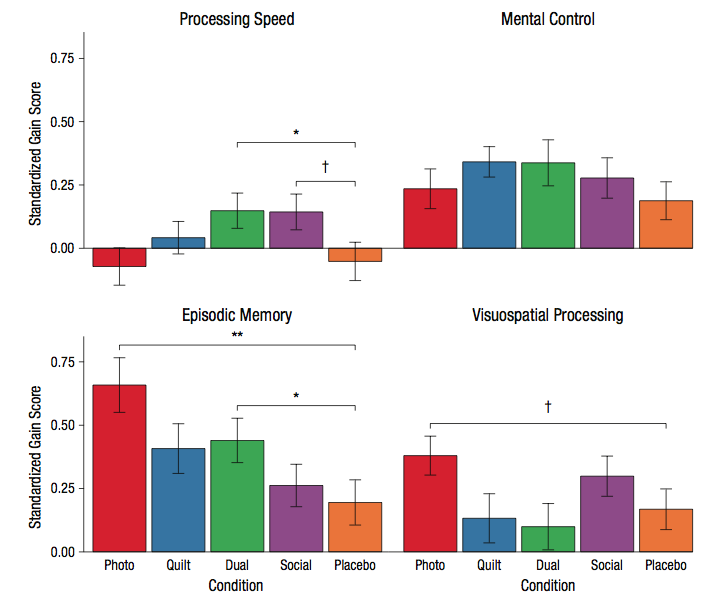 Processing Speed
Mental Control
Standardized Gain Score
0.75
0.50
0.25
0.00
*
†
Episodic Memory
Visuospatial Processing
Standardized Gain Score
0.75
0.50
0.25
0.00
**
*
†
Photo Quilt Dual Social Placebo
Photo Quilt Dual Social Placebo
Condition
Condition